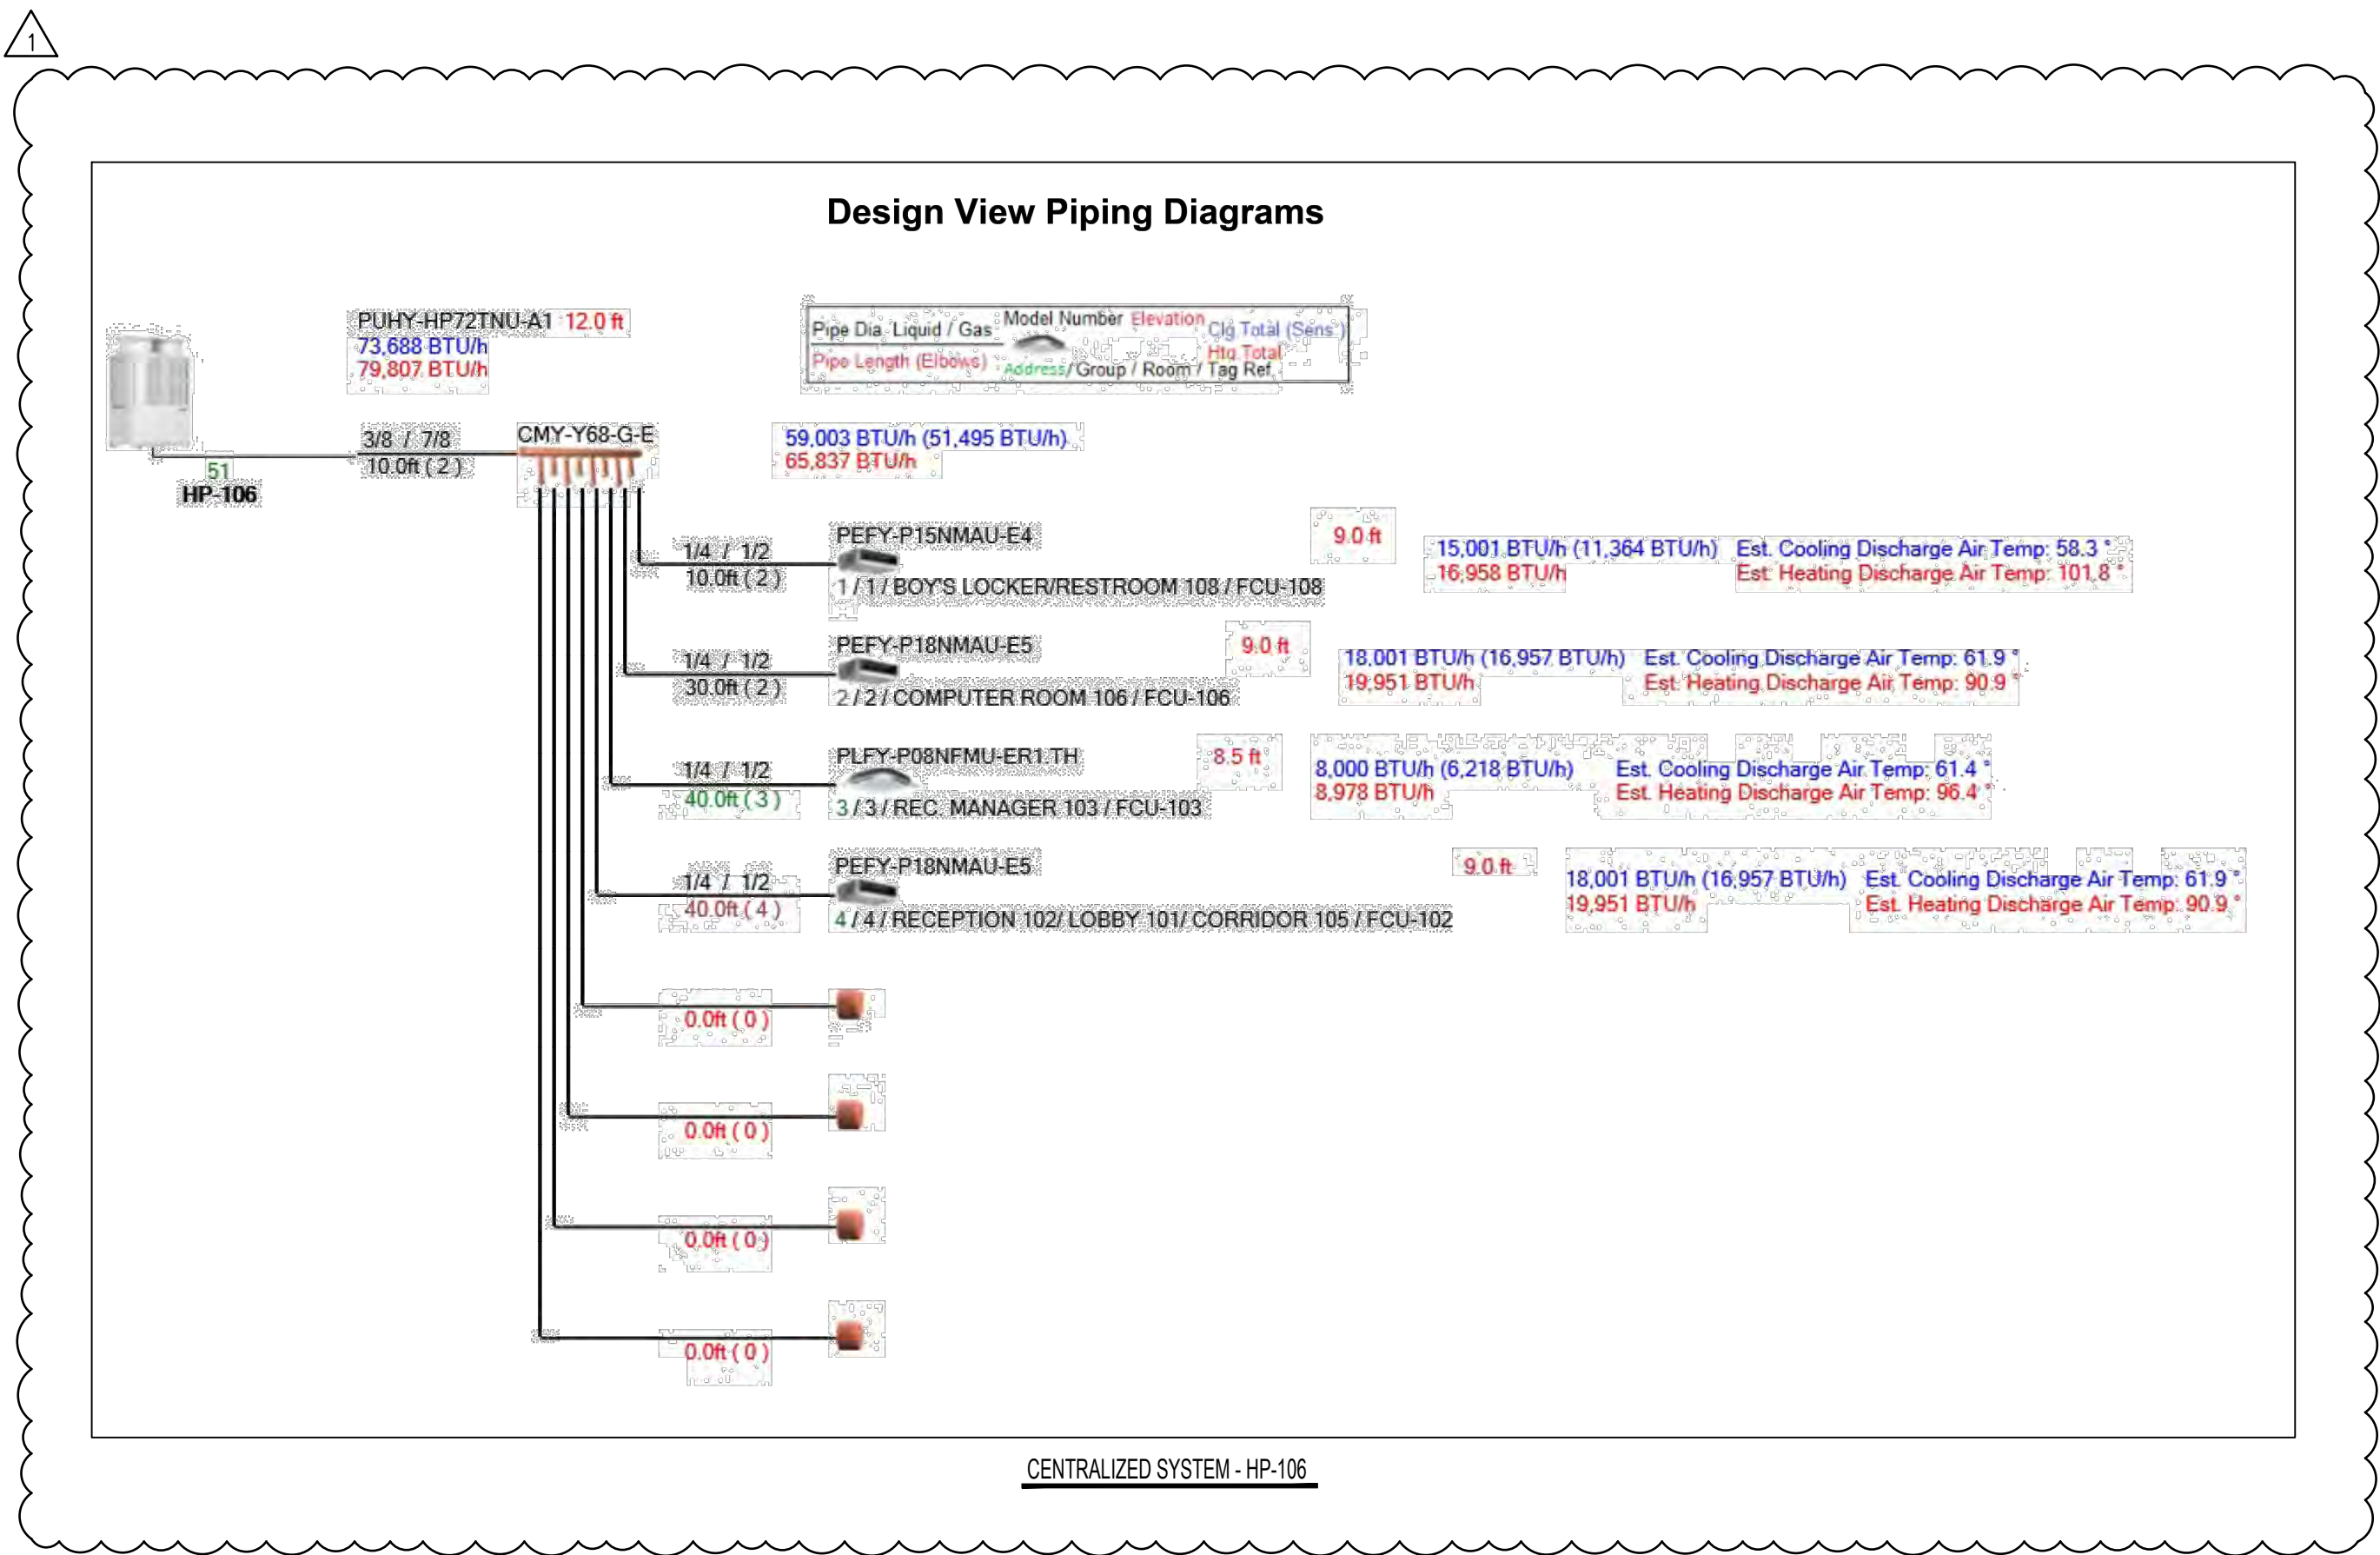 1
Design View Piping Diagrams
PUHY-HP72TNU-A1 12.0 ft
73,688 BTU/h
79,807 BTU/h
Pipe Dia. Liquid / Gas Model Number Elevation Clg Total (Sens.)
Pipe Length (Elbows) Htg Total
Address / Group / Room / Tag Ref.
3/8 / 7/8
10.0ft ( 2 )
51
HP-106
CMY-Y68-G-E
59,003 BTU/h (51,495 BTU/h)
65,837 BTU/h
1/4 / 1/2
10.0ft ( 2 )
PEFY-P15NMAU-E4
1 / 1 / BOY'S LOCKER/RESTROOM 108 / FCU-108
9.0 ft
15,001 BTU/h (11,364 BTU/h) Est. Cooling Discharge Air Temp: 58.3 °
16,958 BTU/h Est. Heating Discharge Air Temp: 101.8 °
1/4 / 1/2
30.0ft ( 2 )
PEFY-P18NMAU-E5
2 / 2 / COMPUTER ROOM 106 / FCU-106
9.0 ft
18,001 BTU/h (16,957 BTU/h) Est. Cooling Discharge Air Temp: 61.9 °
19,951 BTU/h Est. Heating Discharge Air Temp: 90.9 °
1/4 / 1/2
40.0ft ( 3 )
PLFY-P08NFMU-ER1.TH
3 / 3 / REC. MANAGER 103 / FCU-103
8.5 ft
8,000 BTU/h (6,218 BTU/h) Est. Cooling Discharge Air Temp: 61.4 °
8,978 BTU/h Est. Heating Discharge Air Temp: 96.4 °
1/4 / 1/2
40.0ft ( 4 )
PEFY-P18NMAU-E5
4 / 4 / RECEPTION 102/ LOBBY 101/ CORRIDOR 105 / FCU-102
9.0 ft
18,001 BTU/h (16,957 BTU/h) Est. Cooling Discharge Air Temp: 61.9 °
19,951 BTU/h Est. Heating Discharge Air Temp: 90.9 °
0.0ft ( 0 )
0.0ft ( 0 )
0.0ft ( 0 )
0.0ft ( 0 )
CENTRALIZED SYSTEM - HP-106